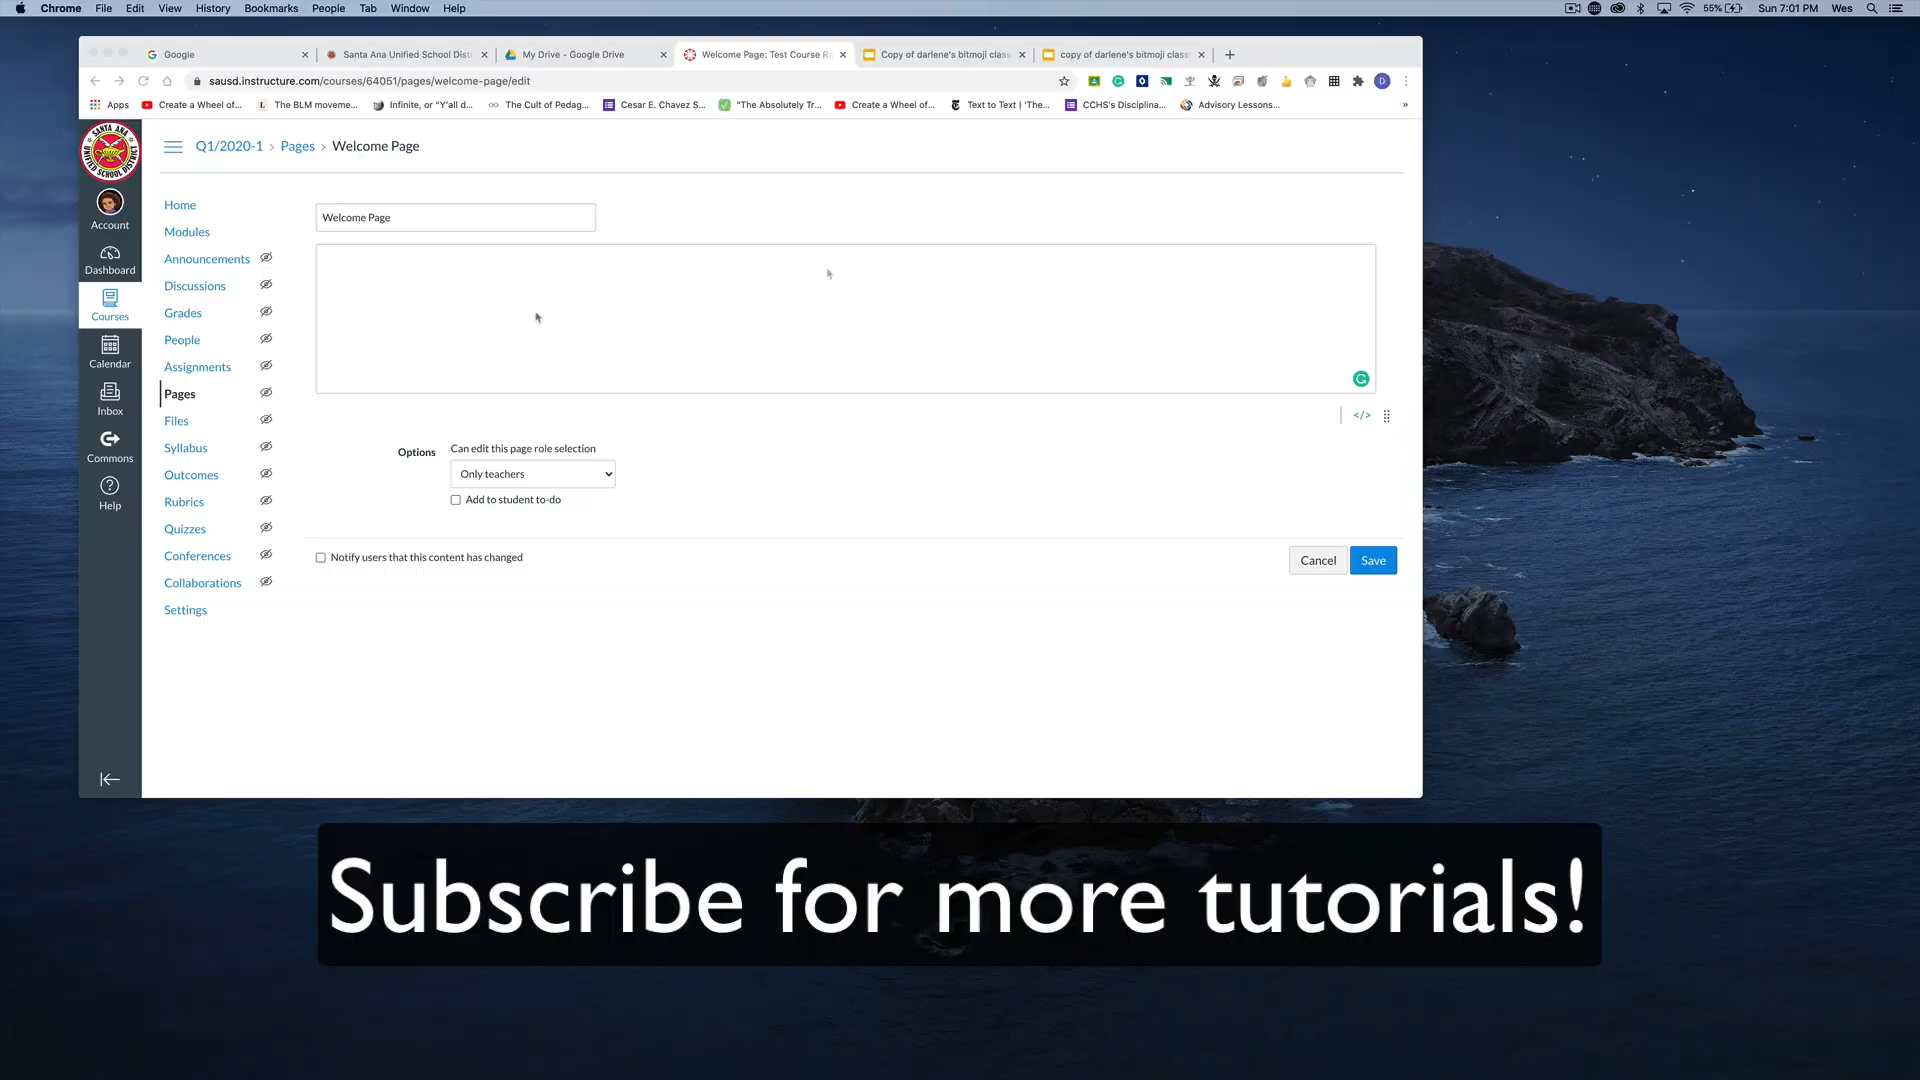 Chrome File Edit View History Bookmarks People Tab Window Help
55% Sun 7:01 PM Wes
Google
Santa Ana Unified School Dist
My Drive - Google Drive
Welcome Page: Test Course R
Copy of darlene's bitmoji class
copy of darlene's bitmoji class
sausd.instructure.com/courses/64051/pages/welcome-page/edit
Apps
Create a Wheel of...
The BLM moveme...
Infinite, or "Y'all d...
The Cult of Pedag...
Cesar E. Chavez S...
"The Absolutely Tr...
Create a Wheel of...
Text to Text | 'The...
CCHS's Disciplina...
Advisory Lessons...
SANTA ANA
UNIFIED SCHOOL DISTRICT
Q1/2020-1 › Pages › Welcome Page
Account
Dashboard
Courses
Calendar
Inbox
Commons
Help
Home
Modules
Announcements
Discussions
Grades
People
Assignments
Pages
Files
Syllabus
Outcomes
Rubrics
Quizzes
Conferences
Collaborations
Settings
Welcome Page
</>
Options
Can edit this page role selection
Only teachers
Add to student to-do
Notify users that this content has changed
Cancel
Save
Subscribe for more tutorials!